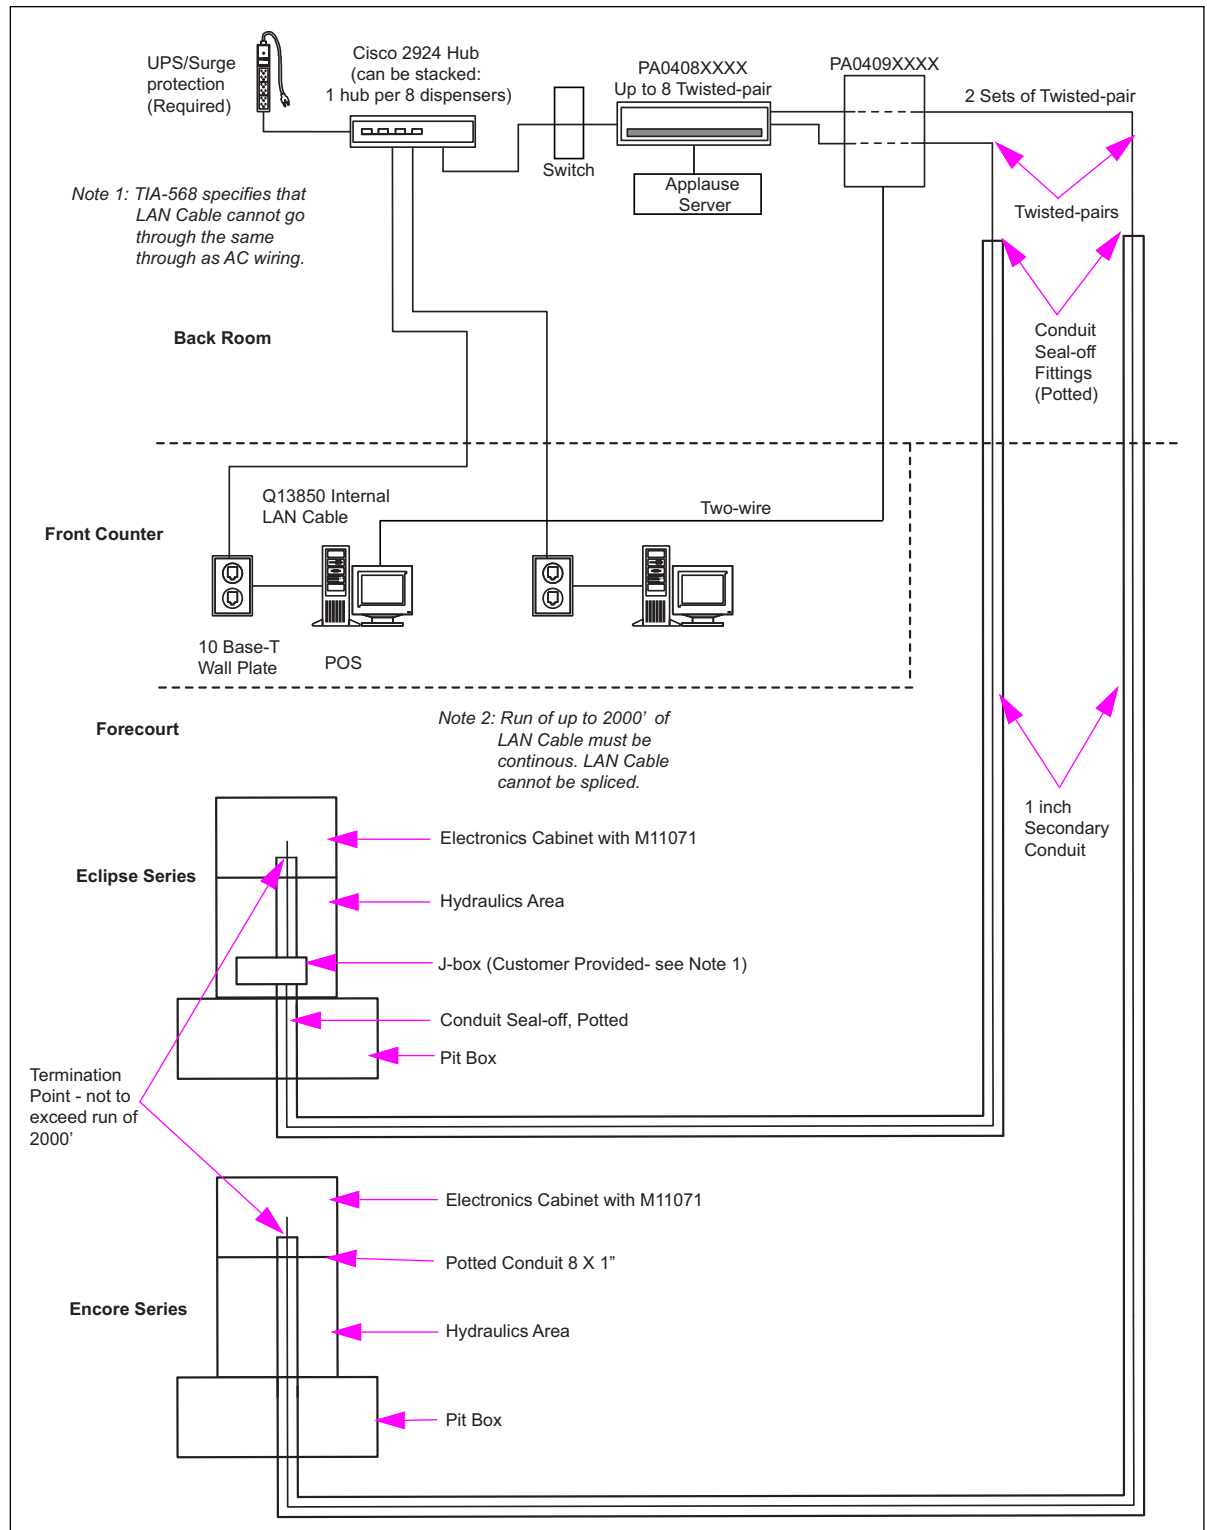 UPS/Surge
protection
(Required)
Cisco 2924 Hub
(can be stacked:
1 hub per 8 dispensers)
PA0408XXXX
Up to 8 Twisted-pair
PA0409XXXX
2 Sets of Twisted-pair
Switch
Applause
Server
Twisted-pairs
Note 1: TIA-568 specifies that
LAN Cable cannot go
through the same
through as AC wiring.
Back Room
Conduit
Seal-off
Fittings
(Potted)
Q13850 Internal
LAN Cable
Two-wire
Front Counter
10 Base-T
Wall Plate
POS
Forecourt
Note 2: Run of up to 2000’ of
LAN Cable must be
continous. LAN Cable
cannot be spliced.
1 inch
Secondary
Conduit
Electronics Cabinet with M11071
Eclipse Series
Hydraulics Area
J-box (Customer Provided- see Note 1)
Conduit Seal-off, Potted
Pit Box
Termination
Point - not to
exceed run of
2000’
Electronics Cabinet with M11071
Potted Conduit 8 X 1”
Encore Series
Hydraulics Area
Pit Box